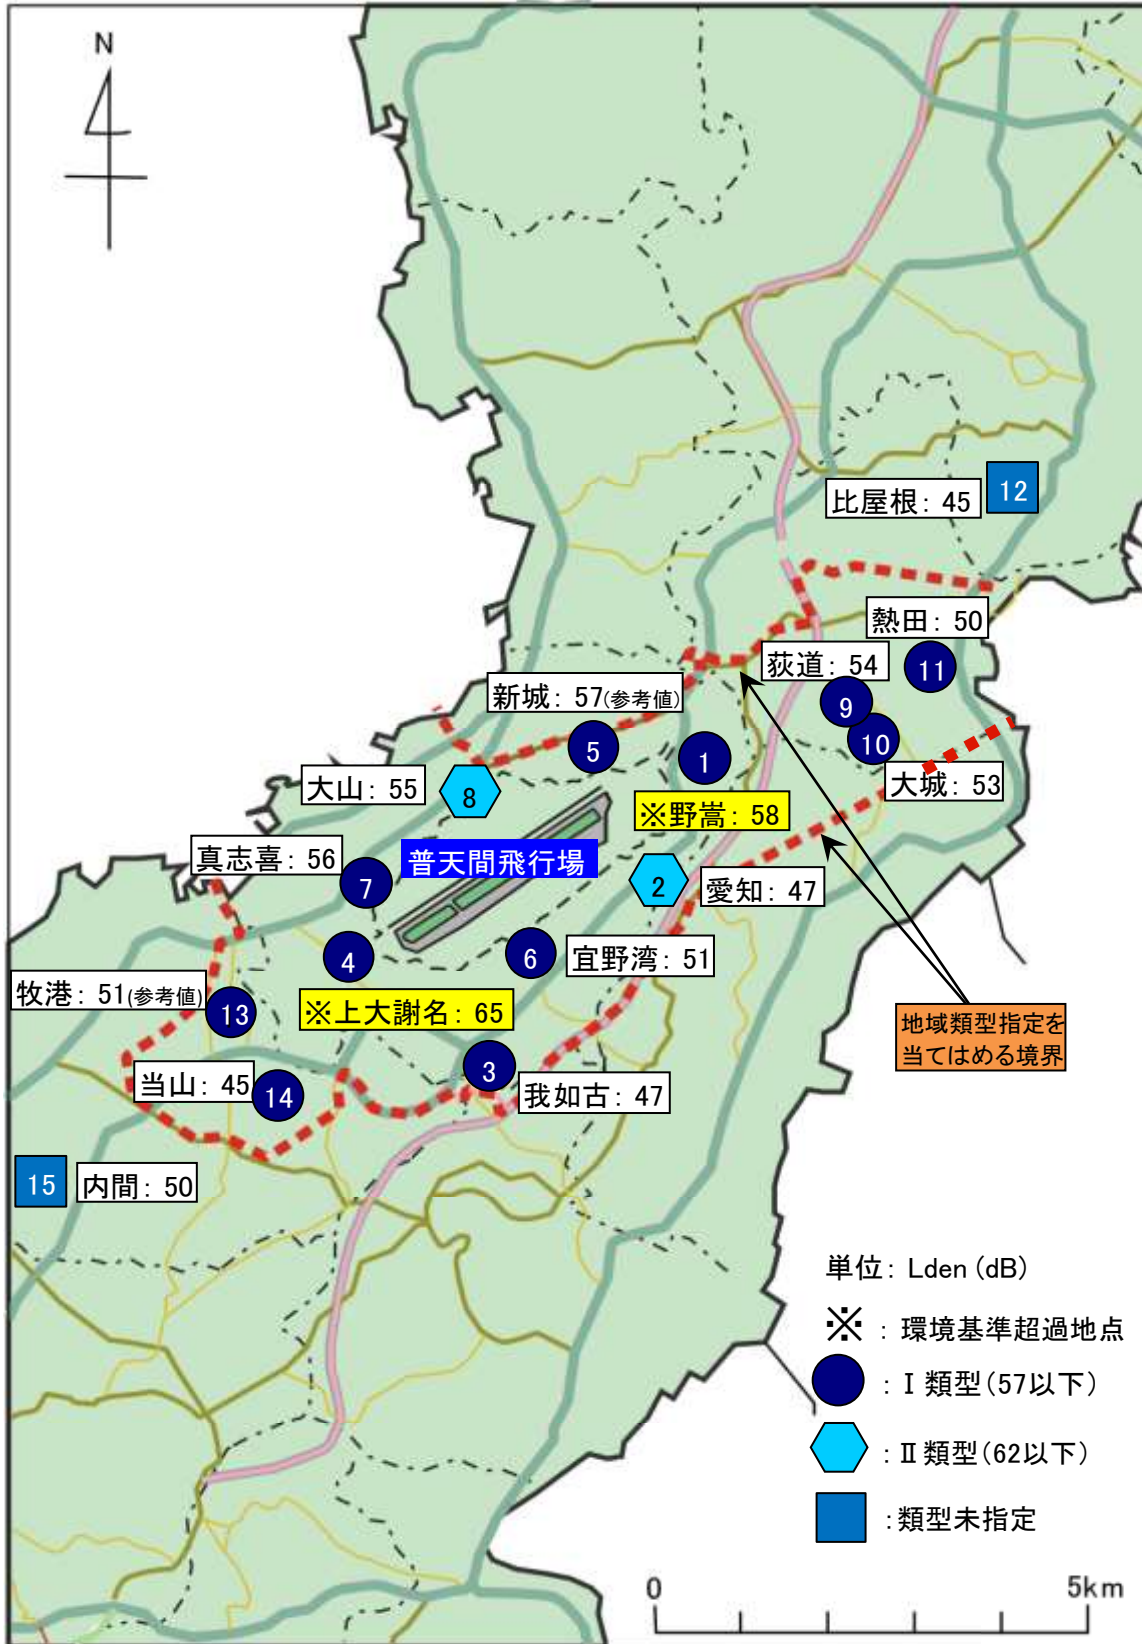 N
比屋根: 45
12
熱田: 50
荻道: 54
11
新城: 57(参考値)
9
10
5
1
大城: 53
大山: 55
8
※野嵩: 58
真志喜: 56
普天間飛行場
7
2
愛知: 47
4
6
宜野湾: 51
牧港: 51(参考値)
13
※上大謝名: 65
地域類型指定を
当てはめる境界
当山: 45
14
3
我如古: 47
15
内間: 50
単位: Lden (dB)
※ : 環境基準超過地点
: Ⅰ類型(57以下)
: Ⅱ類型(62以下)
: 類型未指定
0
5km